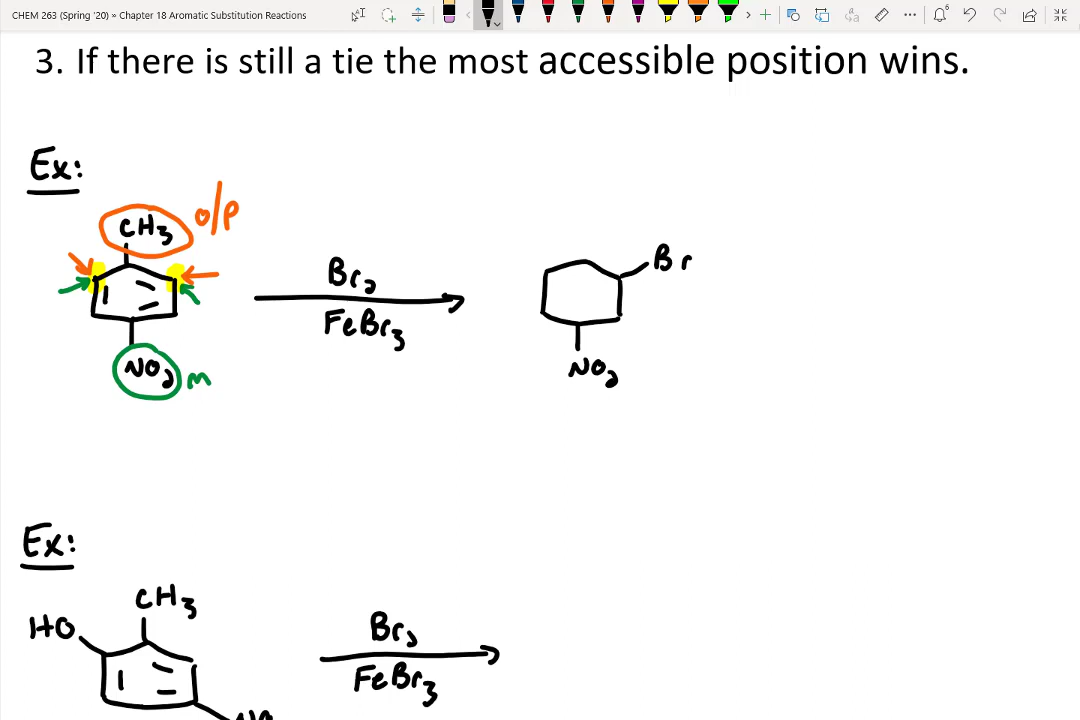 CHEM 263 (Spring '20) » Chapter 18 Aromatic Substitution Reactions
6
3. If there is still a tie the most accessible position wins.
Ex:
CH3 o/p
Br2
FeBr3
Br
NO2 m
NO2
Ex:
CH3
HO
Br2
FeBr3